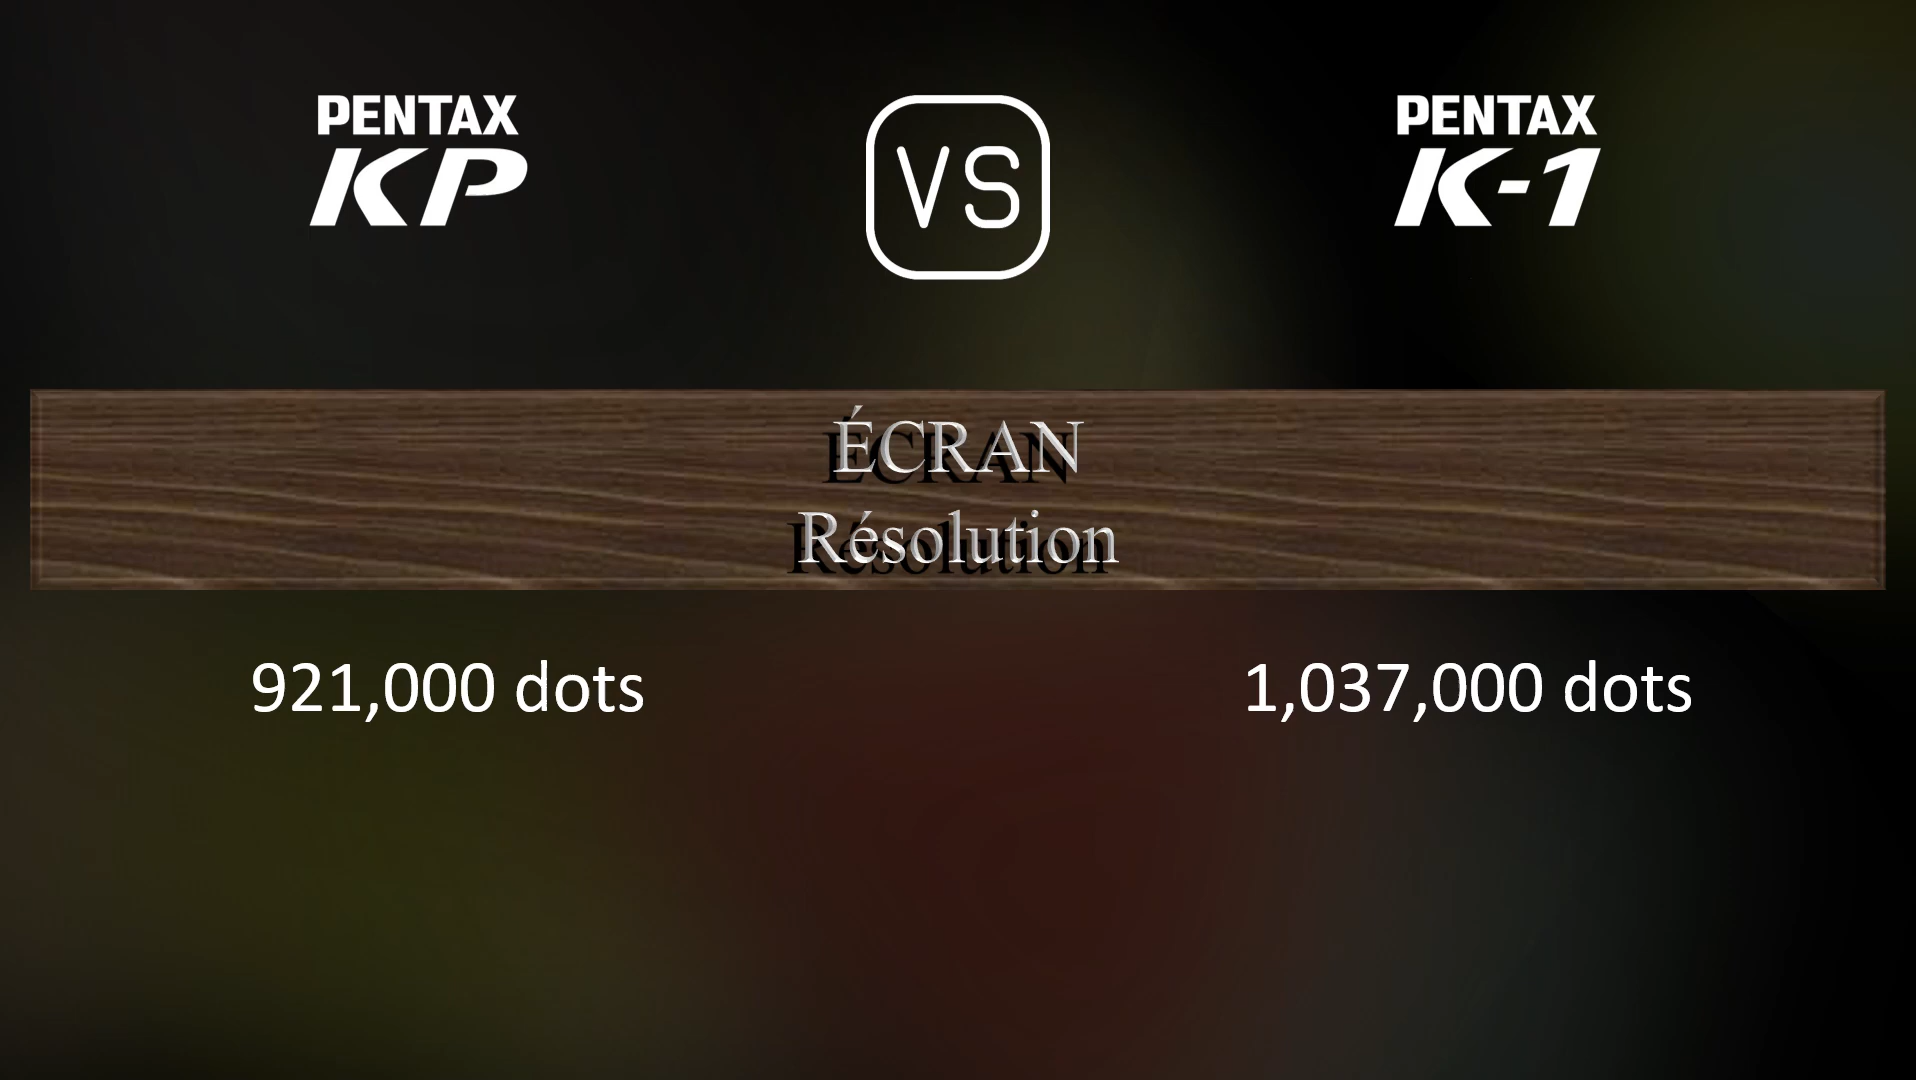 PENTAX
KP
VS
PENTAX
K-1
ÉCRAN
Résolution
921,000 dots
1,037,000 dots